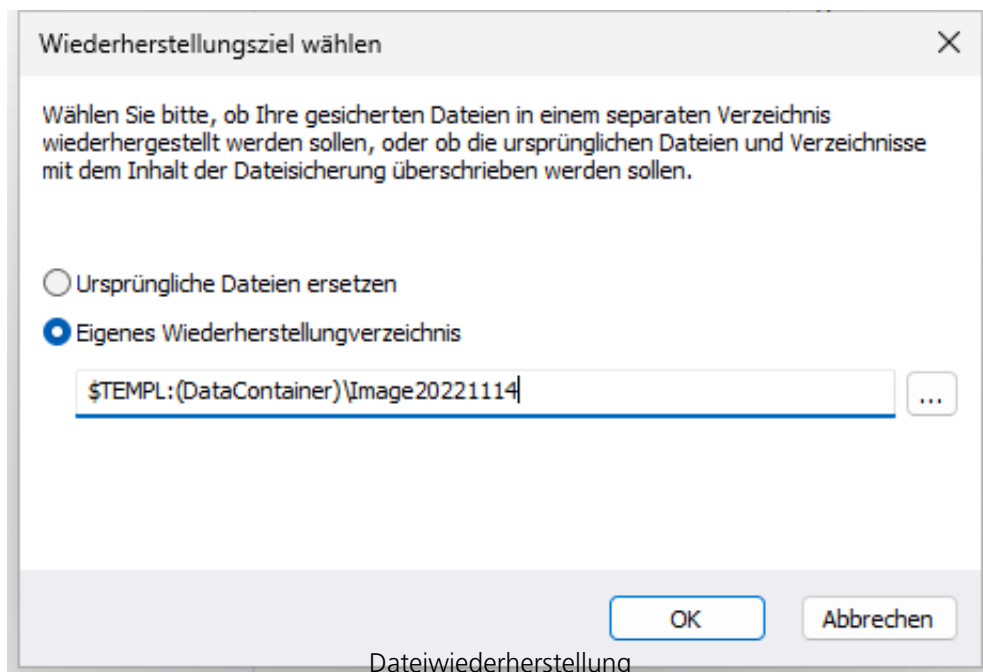 Wiederherstellungsziel wählen
Wählen Sie bitte, ob Ihre gesicherten Dateien in einem separaten Verzeichnis
wiederhergestellt werden sollen, oder ob die ursprünglichen Dateien und Verzeichnisse
mit dem Inhalt der Dateisicherung überschrieben werden sollen.
Ursprüngliche Dateien ersetzen
Eigenes Wiederherstellungverzeichnis
$TEMPL:(DataContainer)\Image20221114
...
OK Abbrechen
Dateiwiederherstellung